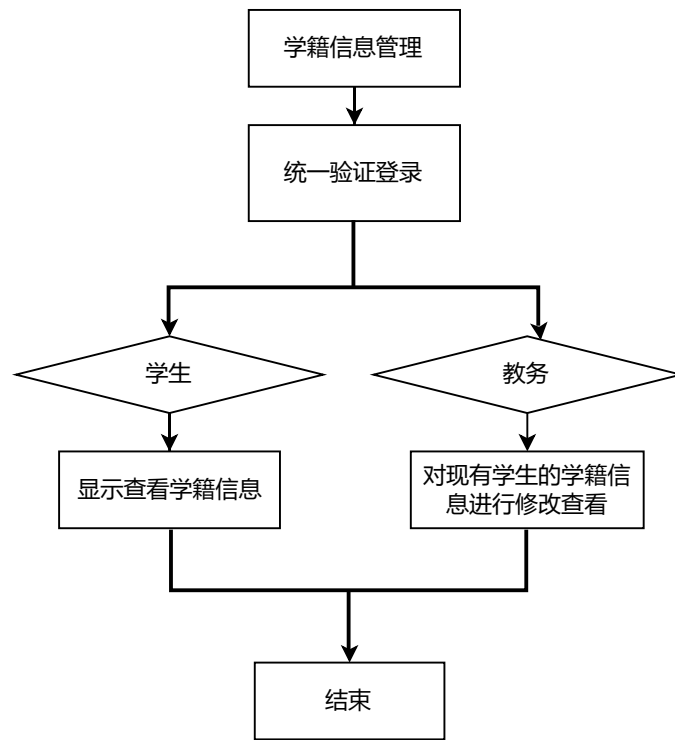 学籍信息管理
统一验证登录
学生
教务
显示查看学籍信息
对现有学生的学籍信
息进行修改查看
结束